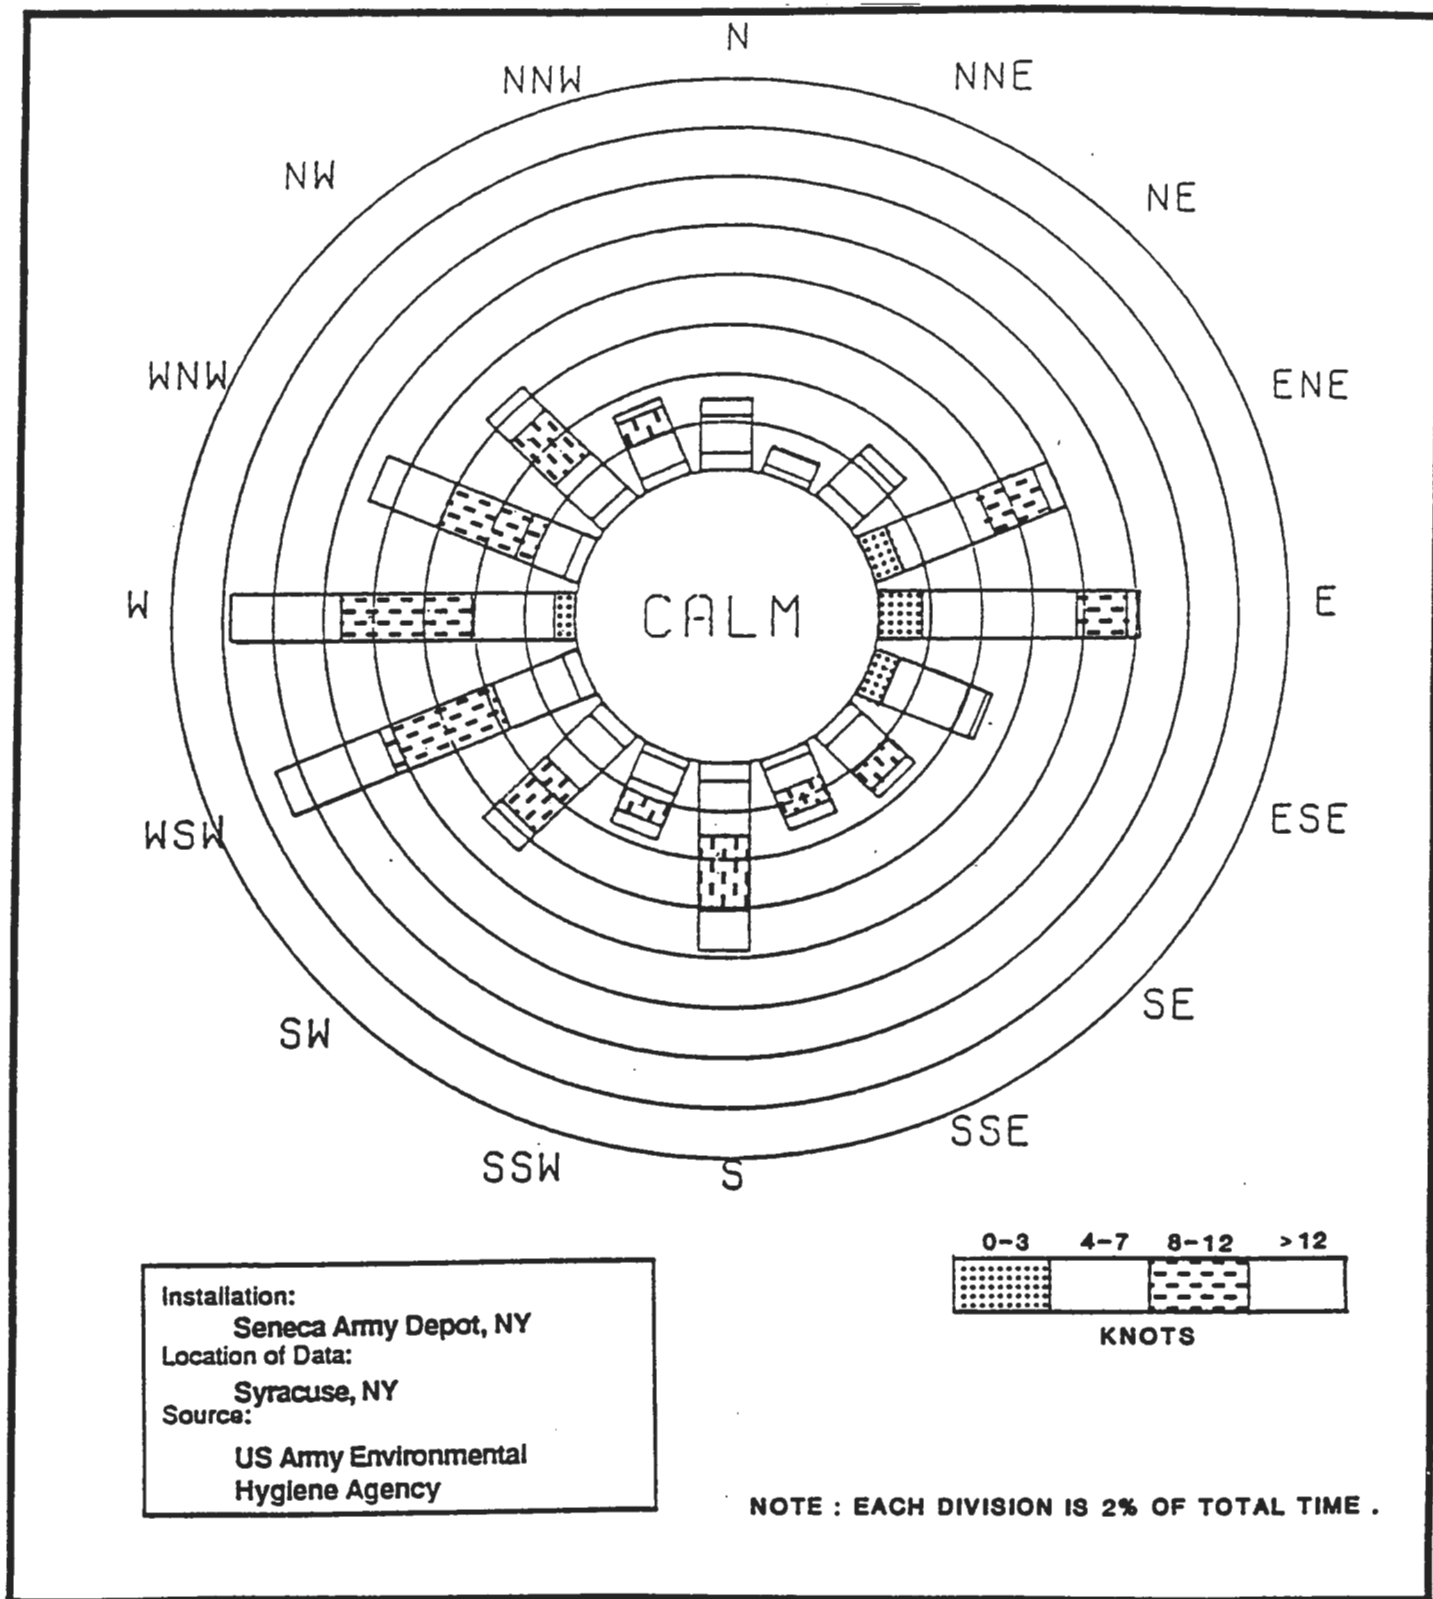 N
NNW
NNE
NW
NE
WNW
ENE
W
CALM
E
WSW
ESE
SW
SE
SSW
SSE
S
0-3 4-7 8-12 >12
KNOTS
Installation:
Seneca Army Depot, NY
Location of Data:
Syracuse, NY
Source:
US Army Environmental
Hygiene Agency
NOTE : EACH DIVISION IS 2% OF TOTAL TIME .